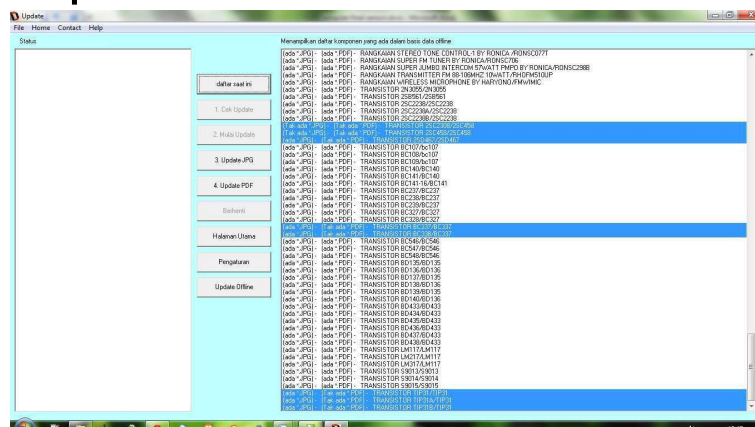 Update
File Home Contact Help
Status
Menampilkan daftar komponen yang ada dalam basis data offline
daftar saat ini
1. Cek Update
2. Mulai Update
3. Update JPG
4. Update PDF
Berhenti
Halaman Utama
Pengaturan
Update Offline
(ada *.JPG) - (ada *.PDF) - RANGKAIAN STEREO TONE CONTROL-1 BY RONICA /RONSC077T
(ada *.JPG) - (ada *.PDF) - RANGKAIAN SUPER FM TUNER BY RONICA/RONSC706
(ada *.JPG) - (ada *.PDF) - RANGKAIAN SUPER JUMBO INTERCOM 57WATT PMPO BY RONICA/RONSC298B
(ada *.JPG) - (ada *.PDF) - RANGKAIAN TRANSMITTER FM 88-106MHZ 10WATT/RHDFM510UP
(ada *.JPG) - (ada *.PDF) - RANGKAIAN WIRELESS MICROPHONE BY HARYONO/FMWIMIC
(ada *.JPG) - (ada *.PDF) - TRANSISTOR 2N3055/2N3055
(ada *.JPG) - (ada *.PDF) - TRANSISTOR 2SB561/2SB561
(ada *.JPG) - (ada *.PDF) - TRANSISTOR 2SC2238/2SC2238
(ada *.JPG) - (ada *.PDF) - TRANSISTOR 2SC2238A/2SC2238
(ada *.JPG) - (ada *.PDF) - TRANSISTOR 2SC2238B/2SC2238
(Tak ada *.JPG) - (Tak ada *.PDF) - TRANSISTOR /2SC458
(Tak ada *.JPG) - (Tak ada *.PDF) - TRANSISTOR 2SC458/2SC458
(ada *.JPG) - (Tak ada *.PDF) - TRANSISTOR 2SD467/2SD467
(ada *.JPG) - (ada *.PDF) - TRANSISTOR BC107/bc107
(ada *.JPG) - (ada *.PDF) - TRANSISTOR BC108/bc107
(ada *.JPG) - (ada *.PDF) - TRANSISTOR BC109/bc107
(ada *.JPG) - (ada *.PDF) - TRANSISTOR BC140/BC140
(ada *.JPG) - (ada *.PDF) - TRANSISTOR BC141/BC140
(ada *.JPG) - (ada *.PDF) - TRANSISTOR BC141-16/BC141
(ada *.JPG) - (ada *.PDF) - TRANSISTOR BC237/BC237
(ada *.JPG) - (ada *.PDF) - TRANSISTOR BC238/BC237
(ada *.JPG) - (ada *.PDF) - TRANSISTOR BC239/BC237
(ada *.JPG) - (ada *.PDF) - TRANSISTOR BC327/BC327
(ada *.JPG) - (ada *.PDF) - TRANSISTOR BC328/BC327
(ada *.JPG) - (Tak ada *.PDF) - TRANSISTOR BC337/BC337
(ada *.JPG) - (Tak ada *.PDF) - TRANSISTOR BC338/BC337
(ada *.JPG) - (ada *.PDF) - TRANSISTOR BC546/BC546
(ada *.JPG) - (ada *.PDF) - TRANSISTOR BC547/BC546
(ada *.JPG) - (ada *.PDF) - TRANSISTOR BC548/BC546
(ada *.JPG) - (ada *.PDF) - TRANSISTOR BD135/BD135
(ada *.JPG) - (ada *.PDF) - TRANSISTOR BD136/BD136
(ada *.JPG) - (ada *.PDF) - TRANSISTOR BD137/BD135
(ada *.JPG) - (ada *.PDF) - TRANSISTOR BD138/BD136
(ada *.JPG) - (ada *.PDF) - TRANSISTOR BD139/BD135
(ada *.JPG) - (ada *.PDF) - TRANSISTOR BD140/BD136
(ada *.JPG) - (ada *.PDF) - TRANSISTOR BD433/BD433
(ada *.JPG) - (ada *.PDF) - TRANSISTOR BD434/BD433
(ada *.JPG) - (ada *.PDF) - TRANSISTOR BD435/BD433
(ada *.JPG) - (ada *.PDF) - TRANSISTOR BD436/BD433
(ada *.JPG) - (ada *.PDF) - TRANSISTOR BD437/BD433
(ada *.JPG) - (ada *.PDF) - TRANSISTOR BD438/BD433
(ada *.JPG) - (ada *.PDF) - TRANSISTOR LM117/LM117
(ada *.JPG) - (ada *.PDF) - TRANSISTOR LM217/LM117
(ada *.JPG) - (ada *.PDF) - TRANSISTOR LM317/LM117
(ada *.JPG) - (ada *.PDF) - TRANSISTOR S9013/S9013
(ada *.JPG) - (ada *.PDF) - TRANSISTOR S9014/S9014
(ada *.JPG) - (ada *.PDF) - TRANSISTOR S9015/S9015
(ada *.JPG) - (Tak ada *.PDF) - TRANSISTOR TIP31/TIP31
(ada *.JPG) - (Tak ada *.PDF) - TRANSISTOR TIP31A/TIP31
(ada *.JPG) - (Tak ada *.PDF) - TRANSISTOR TIP31B/TIP31